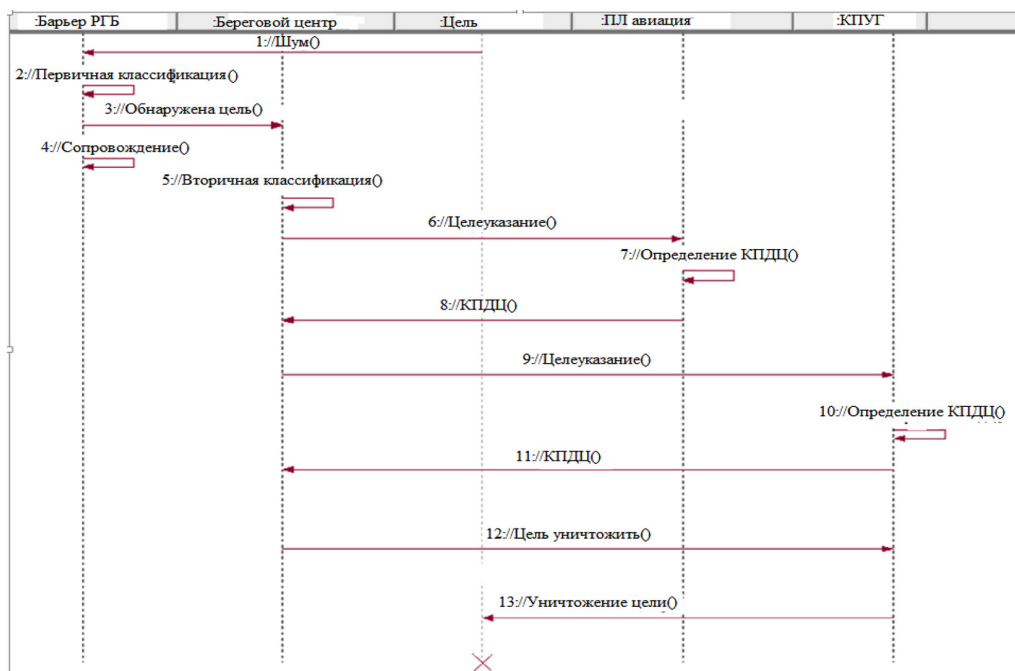 :Барьер РГБ
:Береговой центр
:Цель
:ПЛ авиация
:КПУГ
1://Шум()
2://Первичная классификация()
3://Обнаружена цель()
4://Сопровождение()
5://Вторичная классификация()
6://Целеуказание()
7://Определение КПДЦ()
8://КПДЦ()
9://Целеуказание()
10://Определение КПДЦ()
11://КПДЦ()
12://Цель уничтожить()
13://Уничтожение цели()